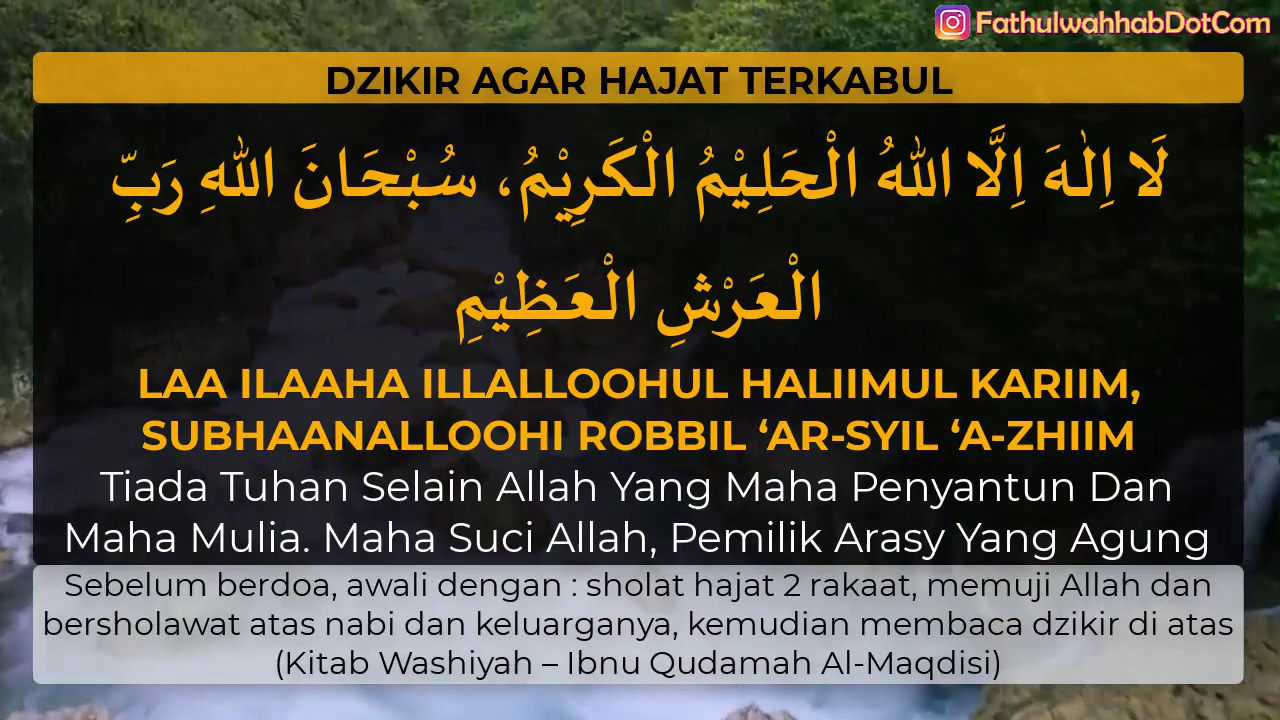 FathulwahhabDotCom
DZIKIR AGAR HAJAT TERKABUL
لَا اِلٰهَ اِلَّا اللهُ الْحَلِيْمُ الْكَرِيْمُ، سُبْحَانَ اللهِ رَبِّ
الْعَرْشِ الْعَظِيْمِ
LAA ILAAHA ILLALLOOHUL HALIIMUL KARIIM,
SUBHAANALLOOHI ROBBIL ‘AR-SYIL ‘A-ZHIIM
Tiada Tuhan Selain Allah Yang Maha Penyantun Dan
Maha Mulia. Maha Suci Allah, Pemilik Arasy Yang Agung
Sebelum berdoa, awali dengan : sholat hajat 2 rakaat, memuji Allah dan
bersholawat atas nabi dan keluarganya, kemudian membaca dzikir di atas
(Kitab Washiyah – Ibnu Qudamah Al-Maqdisi)